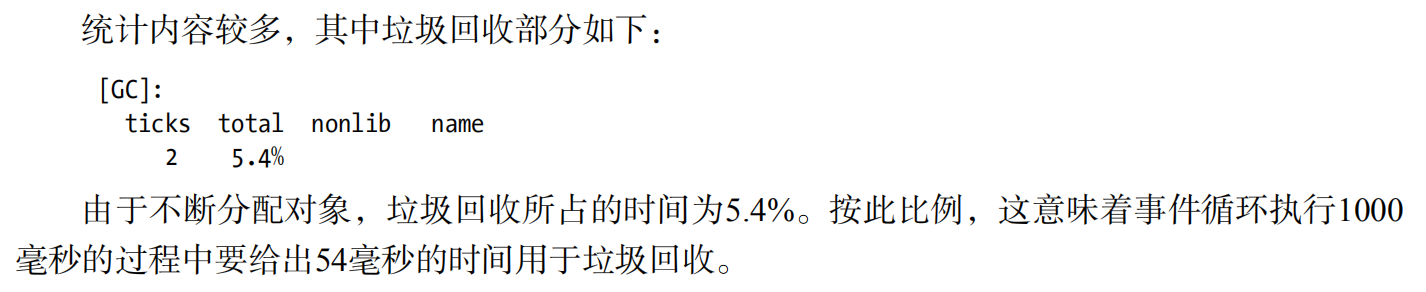 统计内容较多，其中垃圾回收部分如下：
[GC]:
ticks total nonlib name
2 5.4%
由于不断分配对象，垃圾回收所占的时间为5.4%。按此比例，这意味着事件循环执行1000
毫秒的过程中要给出54毫秒的时间用于垃圾回收。